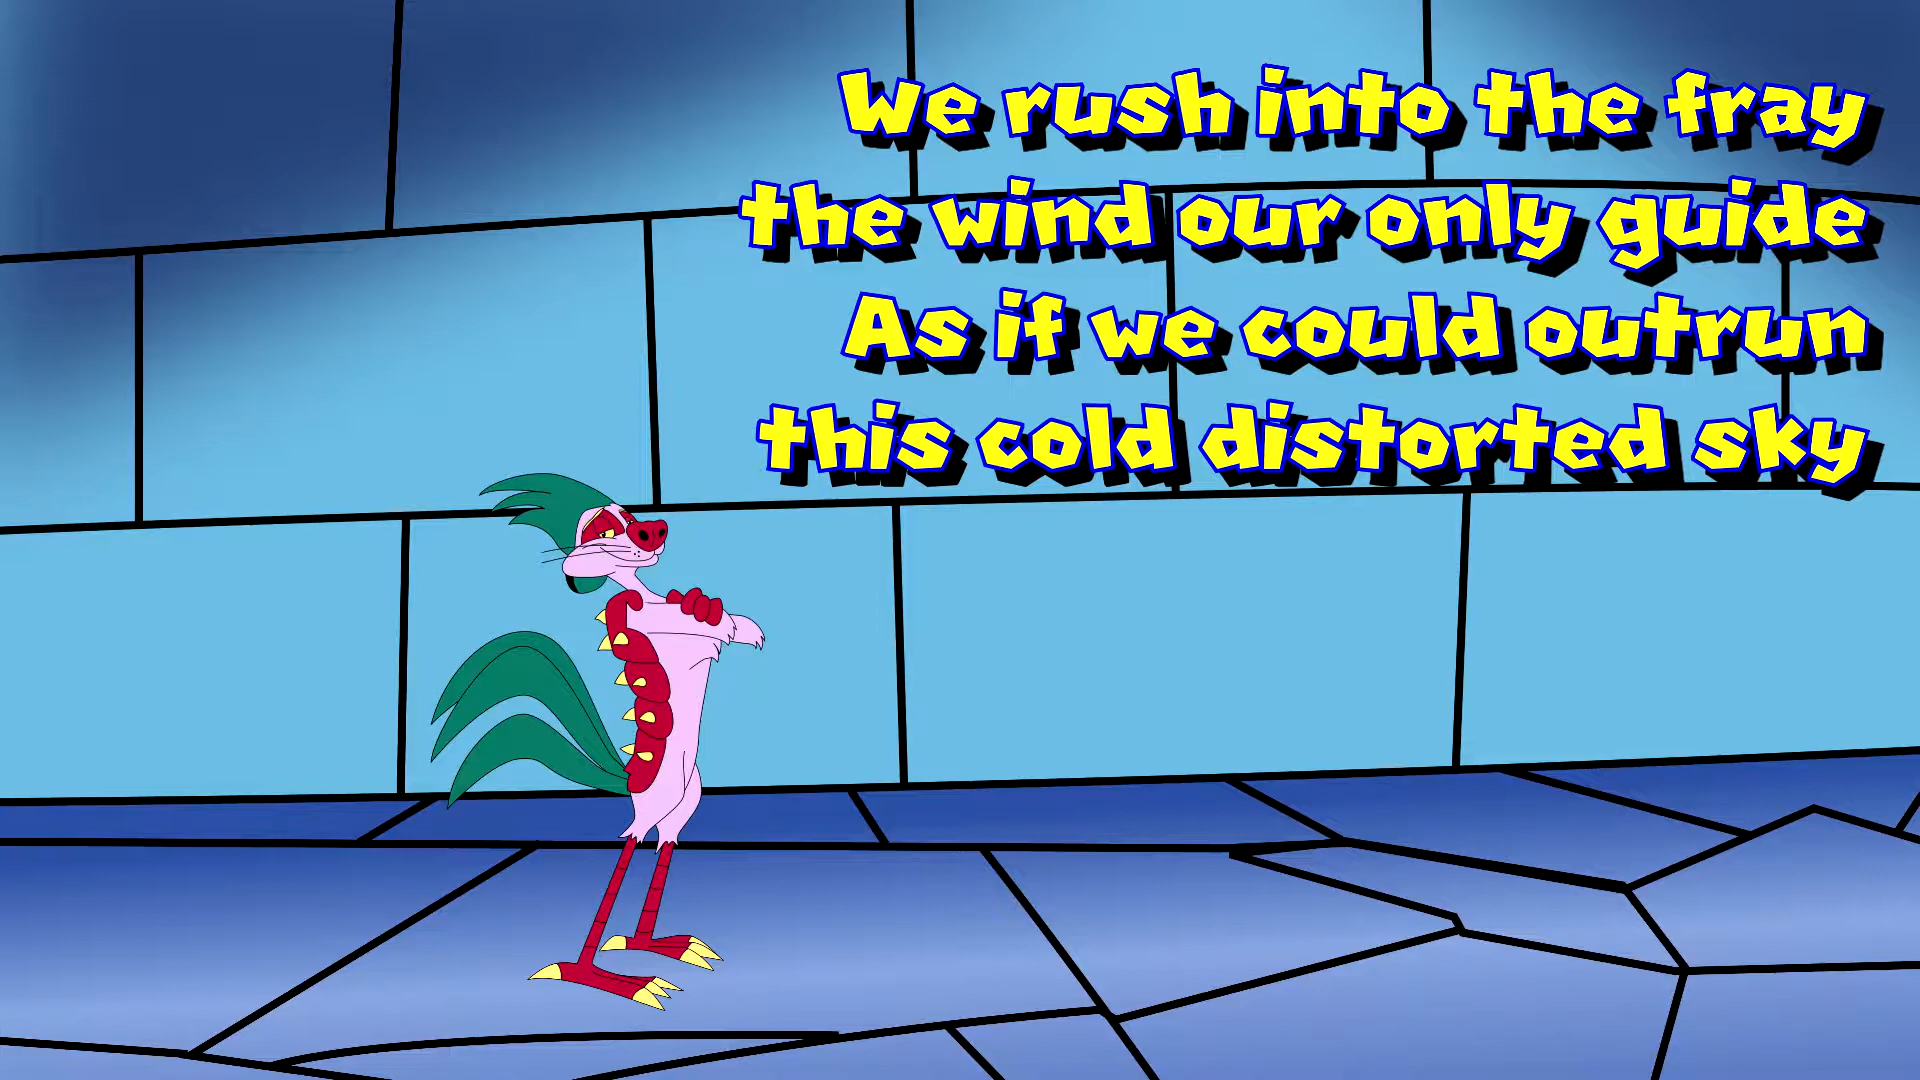 We rush into the fray
the wind our only guide
As if we could outrun
this cold distorted sky